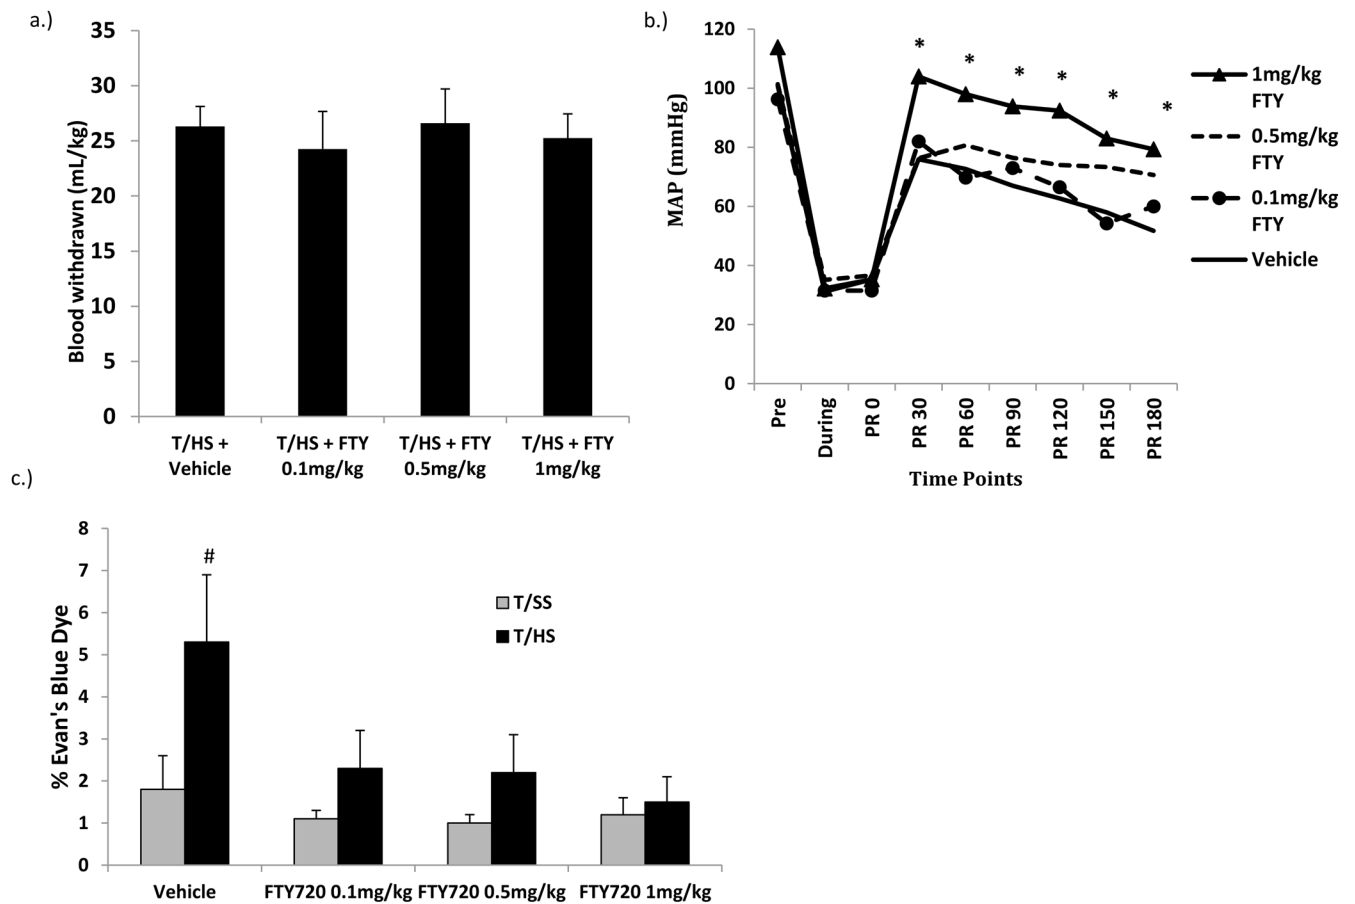 a.)
35
30
25
20
15
10
5
0
Blood withdrawn (mL/kg)
T/HS +
Vehicle
T/HS + FTY
0.1mg/kg
T/HS + FTY
0.5mg/kg
T/HS + FTY
1mg/kg
b.)
120
100
80
60
40
20
0
MAP (mmHg)
*
*
*
*
*
*
Pre
During
PR 0
PR 30
PR 60
PR 90
PR 120
PR 150
PR 180
Time Points
1mg/kg
FTY
0.5mg/kg
FTY
0.1mg/kg
FTY
Vehicle
c.)
8
7
6
5
4
3
2
1
0
% Evan's Blue Dye
#
T/SS
T/HS
Vehicle
FTY720 0.1mg/kg
FTY720 0.5mg/kg
FTY720 1mg/kg